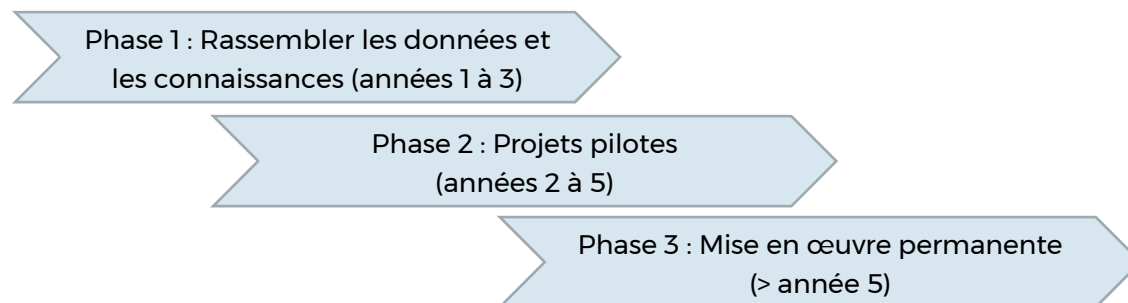 Phase 1 : Rassembler les données et
les connaissances (années 1 à 3)
Phase 2 : Projets pilotes
(années 2 à 5)
Phase 3 : Mise en œuvre permanente
(> année 5)